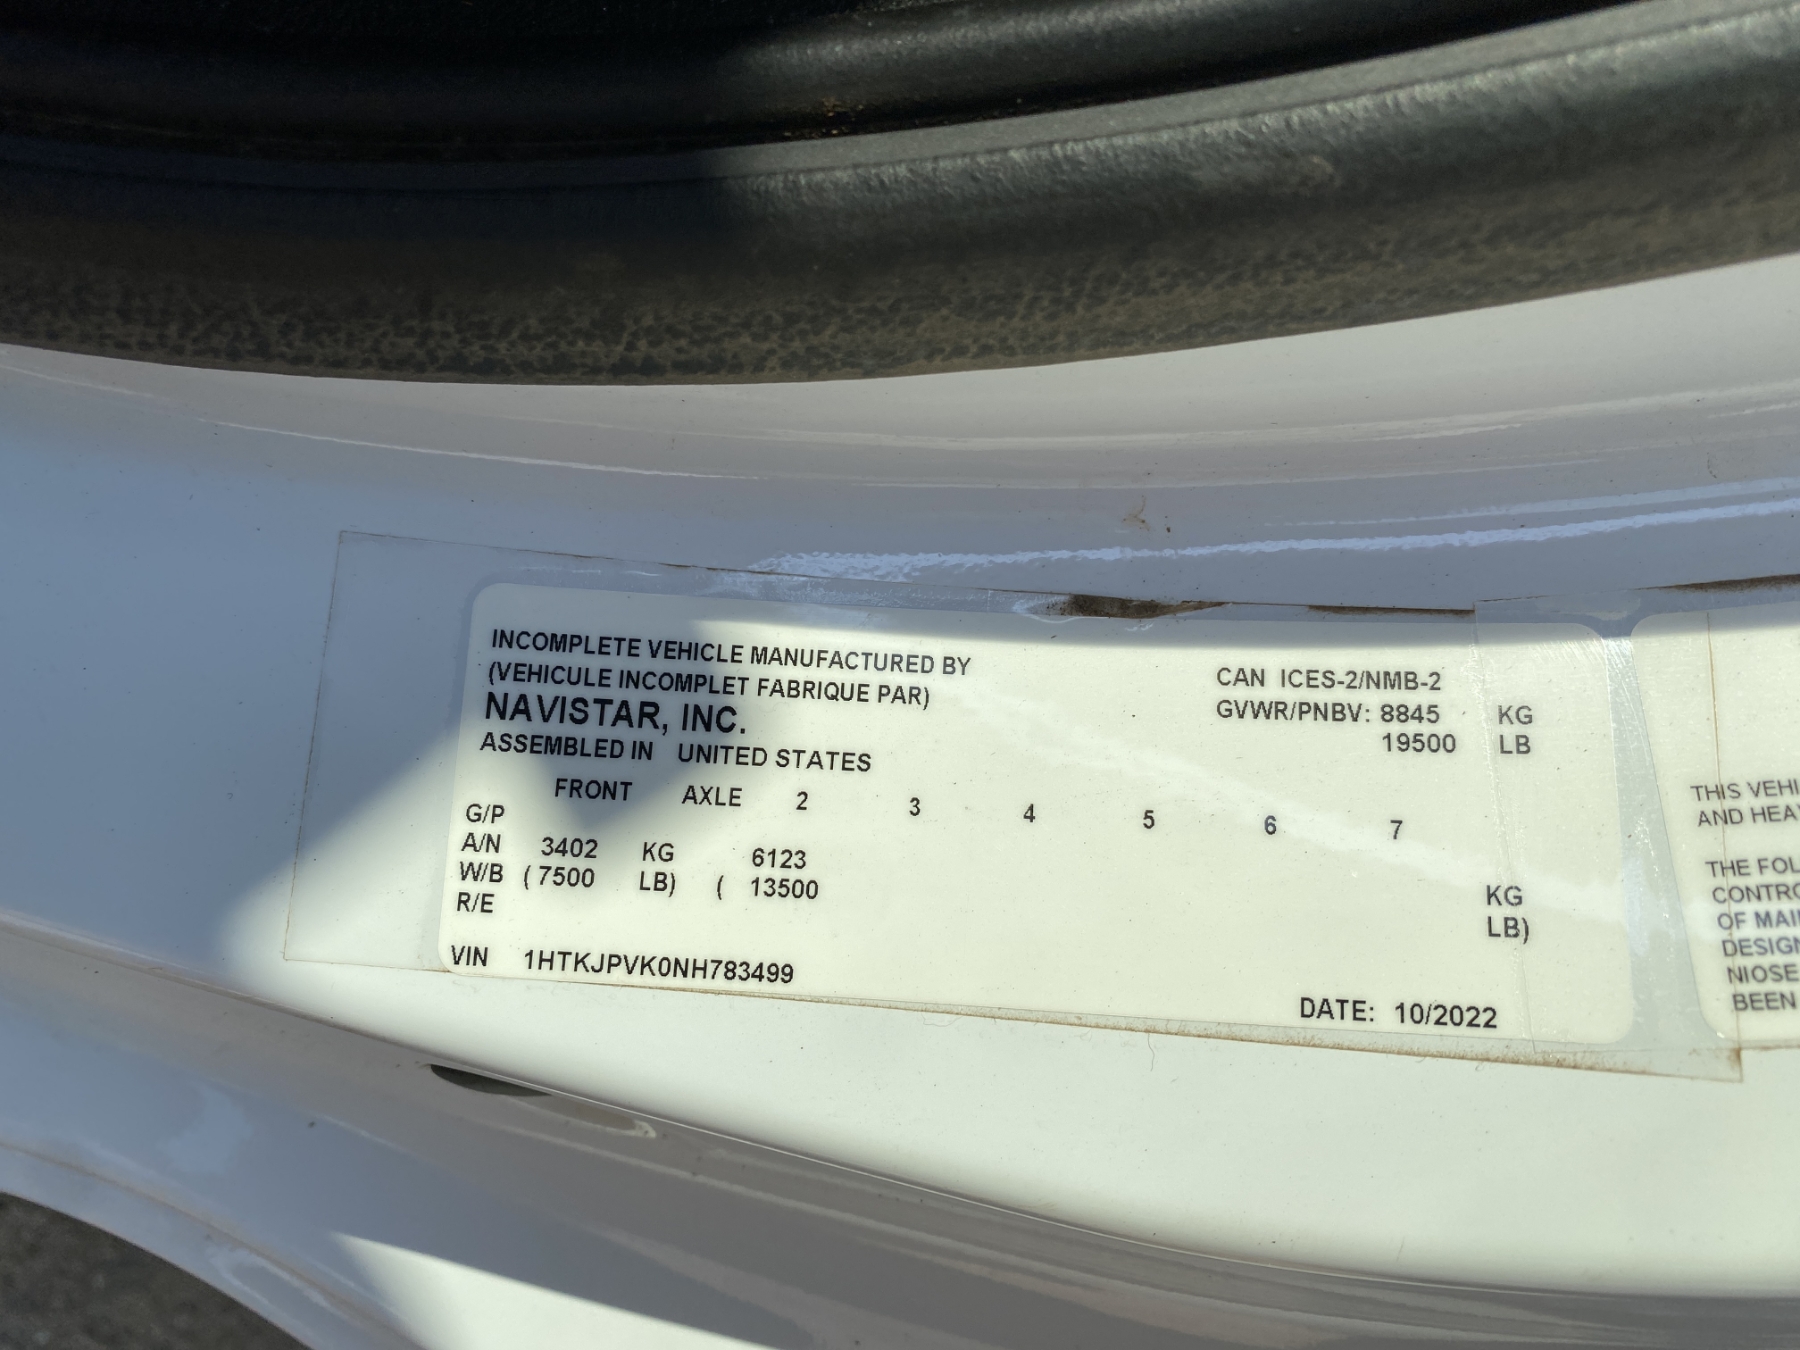 INCOMPLETE VEHICLE MANUFACTURED BY
(VEHICULE INCOMPLET FABRIQUE PAR)
NAVISTAR, INC.
ASSEMBLED IN UNITED STATES
CAN ICES-2/NMB-2
GVWR/PNBV: 8845 KG
19500 LB
FRONT AXLE 2 3 4 5 6 7
G/P
A/N 3402 KG 6123 KG
W/B (7500 LB) ( 13500 LB)
R/E
VIN 1HTKJPVK0NH783499
DATE: 10/2022
THIS VEHI
AND HEA
THE FOL
CONTRO
OF MAI
DESIGN
NIOSE
BEEN